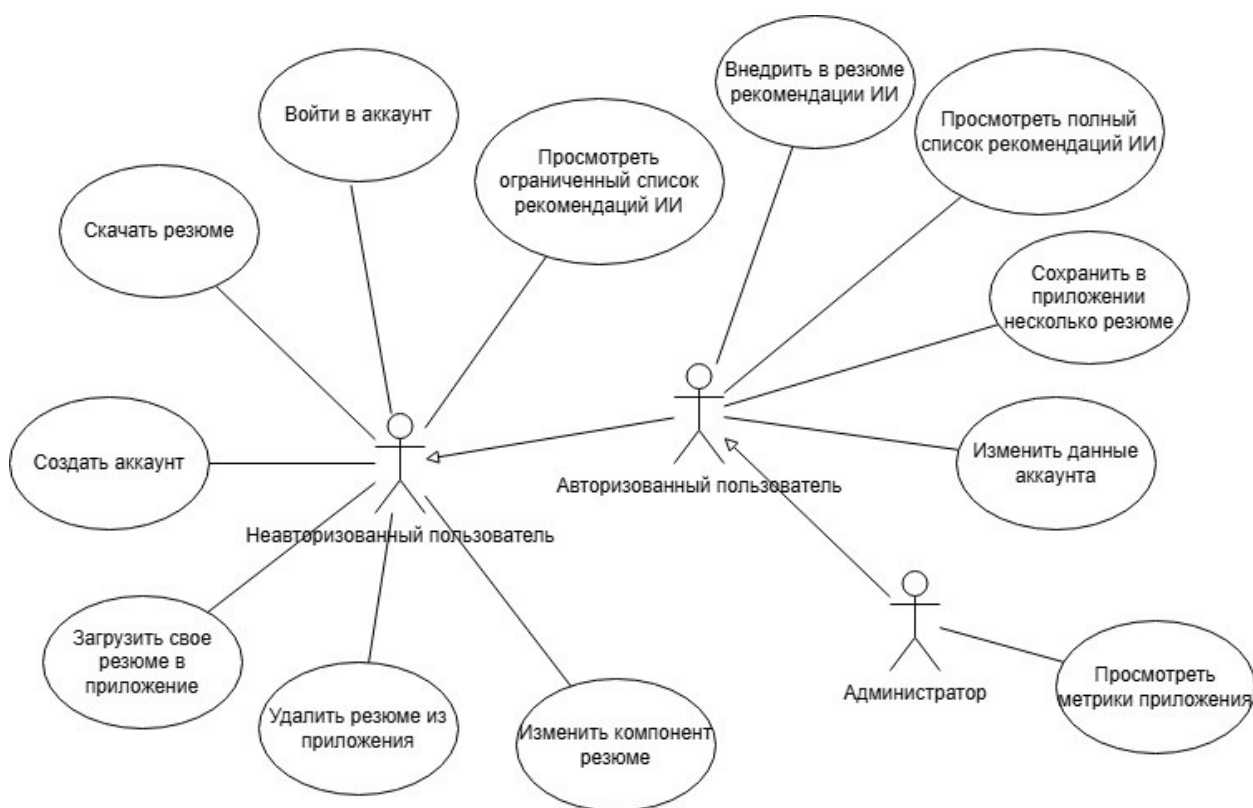 Внедрить в резюме
рекомендации ИИ
Войти в аккаунт
Просмотреть полный
список рекомендаций ИИ
Просмотреть
ограниченный список
рекомендаций ИИ
Скачать резюме
Сохранить в
приложении
несколько резюме
Создать аккаунт
Изменить данные
аккаунта
Авторизованный пользователь
Неавторизованный пользователь
Загрузить свое
резюме в
приложение
Администратор
Просмотреть
метрики приложения
Удалить резюме из
приложения
Изменить компонент
резюме